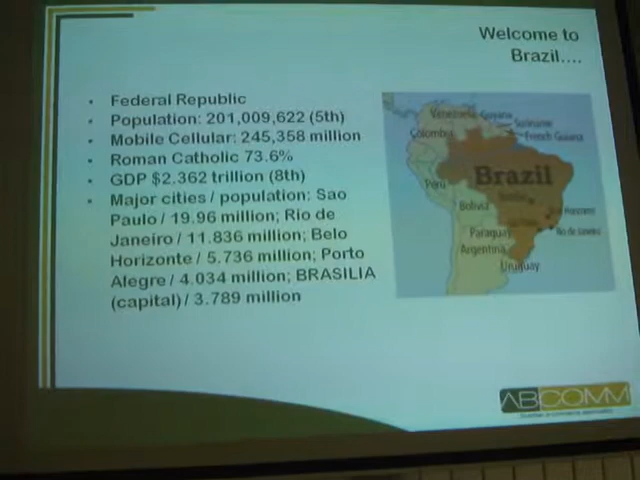 Welcome to
Brazil....
• Federal Republic
• Population: 201,009,622 (5th)
• Mobile Cellular: 245,358 million
• Roman Catholic 73.6%
• GDP $2.362 trillion (8th)
• Major cities / population: Sao
Paulo / 19.96 million; Rio de
Janeiro / 11.836 million; Belo
Horizonte / 5.736 million; Porto
Alegre / 4.034 million; BRASILIA
(capital) / 3.789 million
Venezuela
Guyana
Suriname
French Guiana
Colombia
Brazil
Peru
Bolivia
Rio de Janeiro
Paraguay
Argentina
Uruguay
ABCOMM